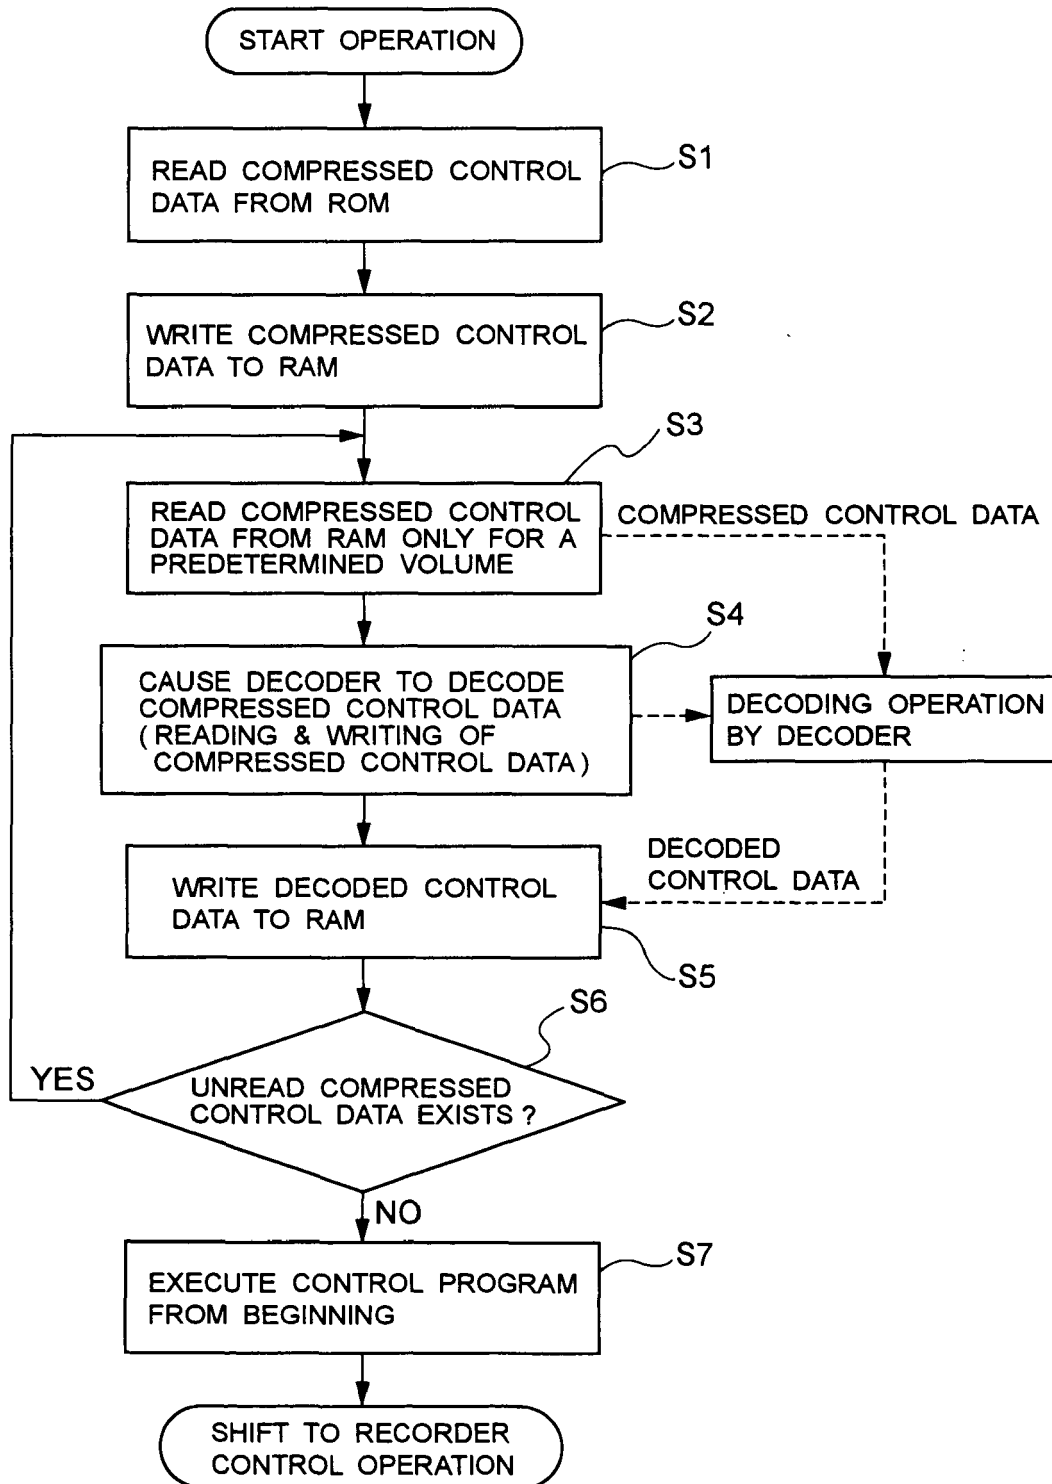 START OPERATION
READ COMPRESSED CONTROL
DATA FROM ROM
S1
WRITE COMPRESSED CONTROL
DATA TO RAM
S2
S3
READ COMPRESSED CONTROL
DATA FROM RAM ONLY FOR A
PREDETERMINED VOLUME
COMPRESSED CONTROL DATA
S4
CAUSE DECODER TO DECODE
COMPRESSED CONTROL DATA
(READING & WRITING OF
COMPRESSED CONTROL DATA)
DECODING OPERATION
BY DECODER
DECODED
CONTROL DATA
WRITE DECODED CONTROL
DATA TO RAM
S5
S6
UNREAD COMPRESSED
CONTROL DATA EXISTS?
YES
NO
EXECUTE CONTROL PROGRAM
FROM BEGINNING
S7
SHIFT TO RECORDER
CONTROL OPERATION